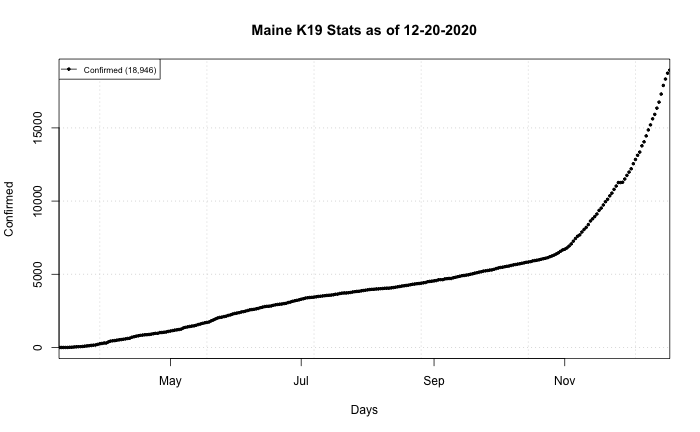 Maine K19 Stats as of 12-20-2020
Confirmed (18,946)
Confirmed
15000
10000
5000
0
May Jul Sep Nov
Days